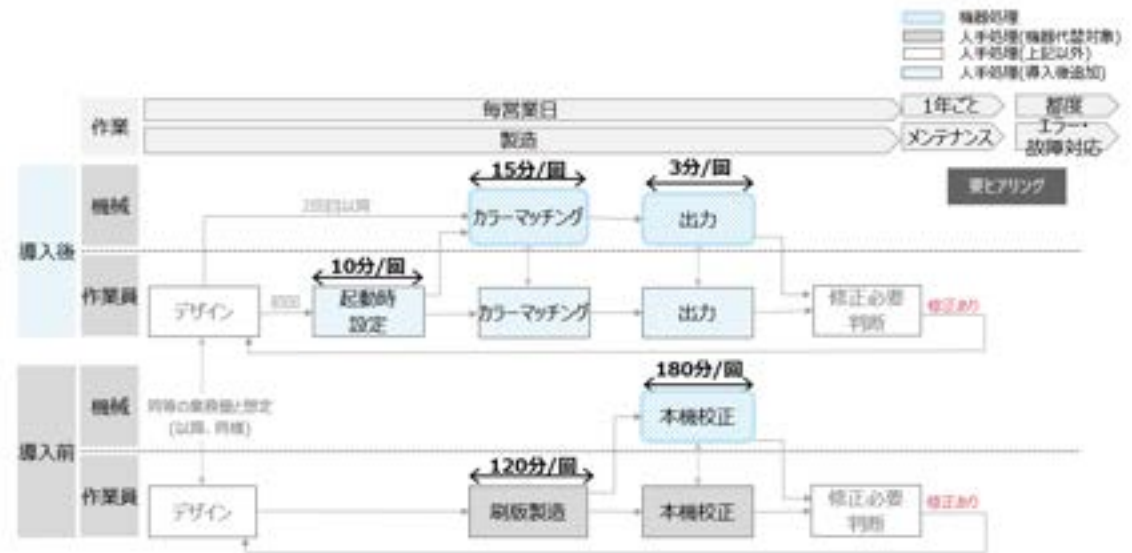 機器処理
人手処理(機器代替対象)
人手処理(上記以外)
人手処理(導入後追加)
作業
毎営業日
1年ごと
都度
製造
メンテナンス
エラー・
故障対応
要ヒアリング
導入後
機械
15分/回
3分/回
2回目以降
カラーマッチング
出力
作業員
10分/回
デザイン
初回
起動時
設定
カラーマッチング
出力
修正必要
判断
修正あり
導入前
機械
同等の業務量と想定
(以降、同様)
180分/回
本機校正
作業員
120分/回
デザイン
刷版製造
本機校正
修正必要
判断
修正あり